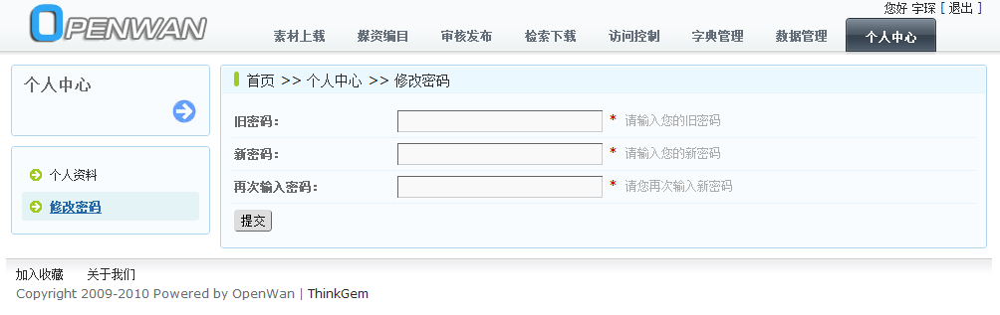 您好 宇琛 [ 退出 ]
OPENWAN
素材上载 媒资编目 审核发布 检索下载 访问控制 字典管理 数据管理 个人中心
个人中心
个人资料
修改密码
首页 >> 个人中心 >> 修改密码
旧密码： * 请输入您的旧密码
新密码： * 请输入您的新密码
再次输入密码： * 请您再次输入新密码
提交
加入收藏 关于我们
Copyright 2009-2010 Powered by OpenWan | ThinkGem